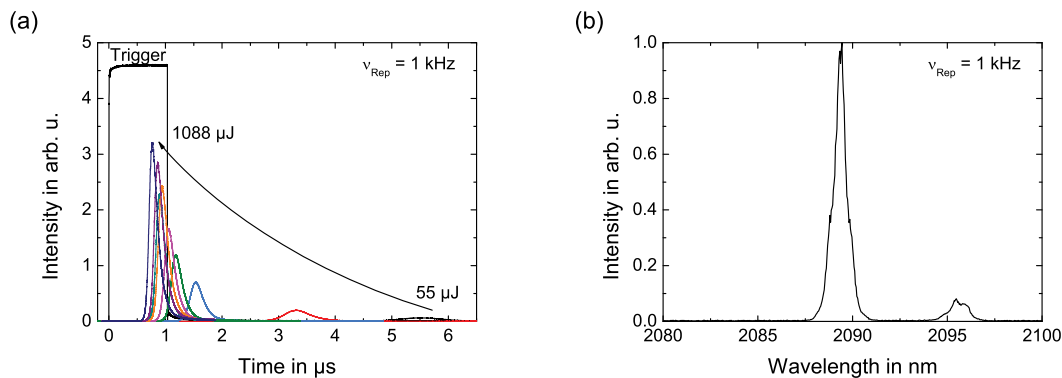 (a)
Trigger
ν_Rep = 1 kHz
1088 µJ
55 µJ
Intensity in arb. u.
5
4
3
2
1
0
0 1 2 3 4 5 6
Time in µs
(b)
ν_Rep = 1 kHz
Intensity in arb. u.
1.0
0.8
0.6
0.4
0.2
0.0
2080 2085 2090 2095 2100
Wavelength in nm